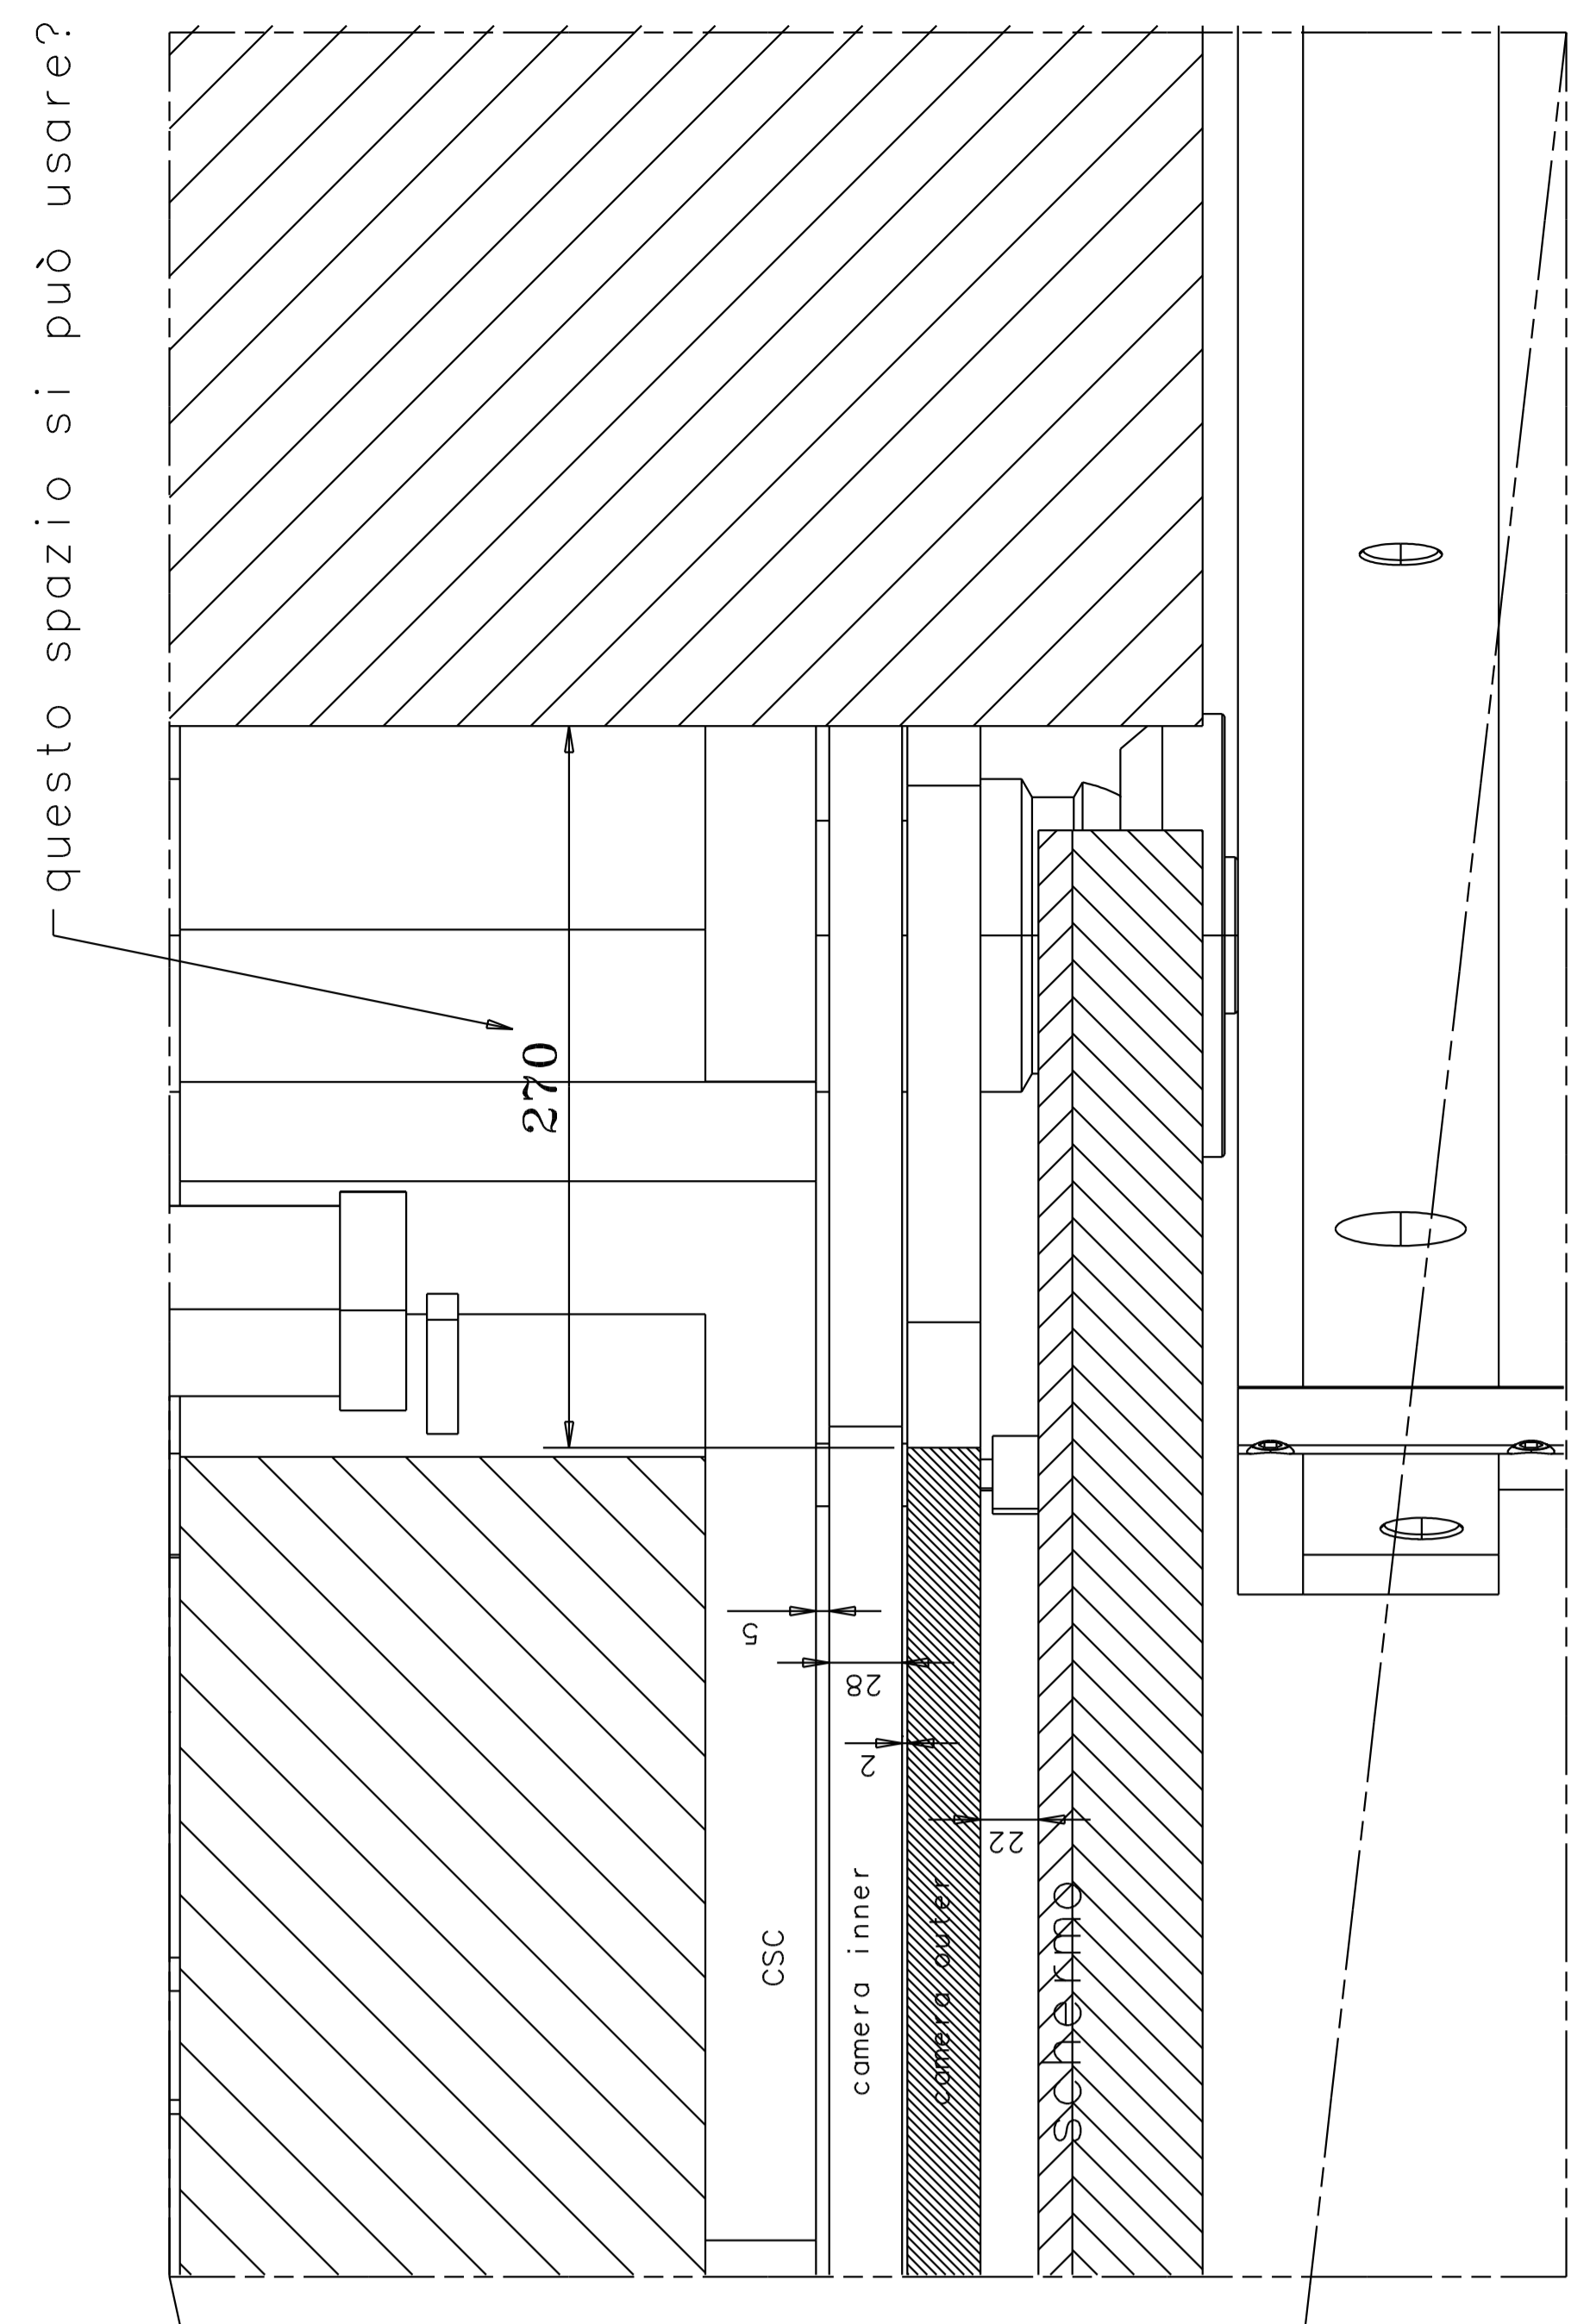 questo spazio si può usare?
270
5
28
2
22
CSC
camera inner
camera outer
schermo